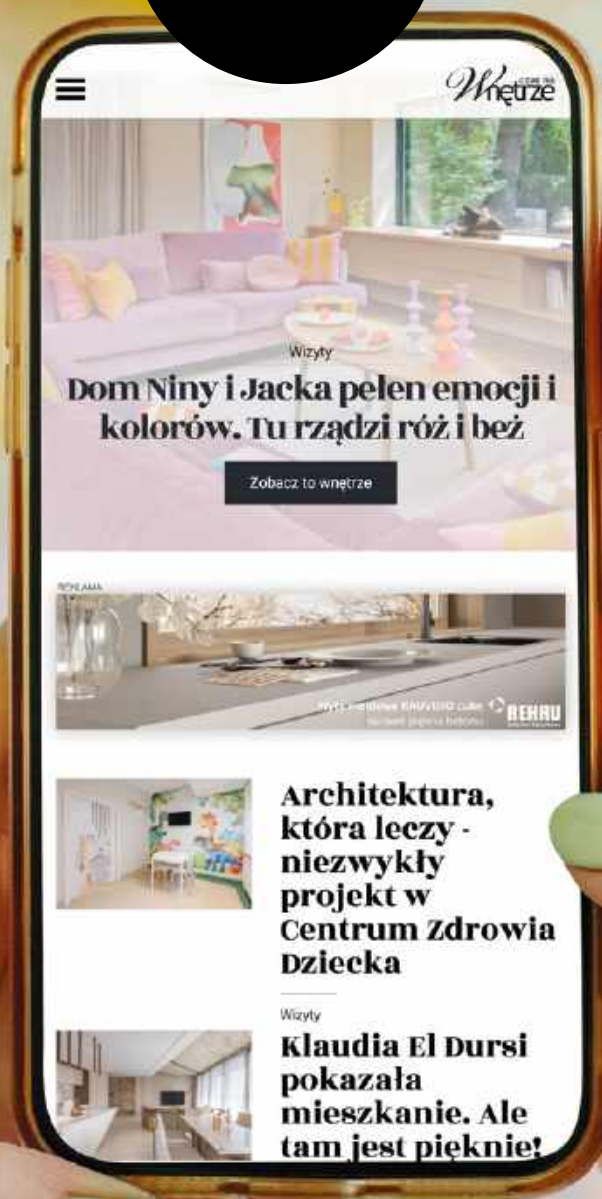 Wnętrze
Wizyty
Dom Niny i Jacka pełen emocji i
kolorów. Tu rządzi róż i beż
Zobacz to wnętrze
REKLAMA
REHAU
Architektura,
która leczy -
niezwykły
projekt w
Centrum Zdrowia
Dziecka
Wizyty
Klaudia El Dursi
pokazała
mieszkanie. Ale
tam jest pięknie!